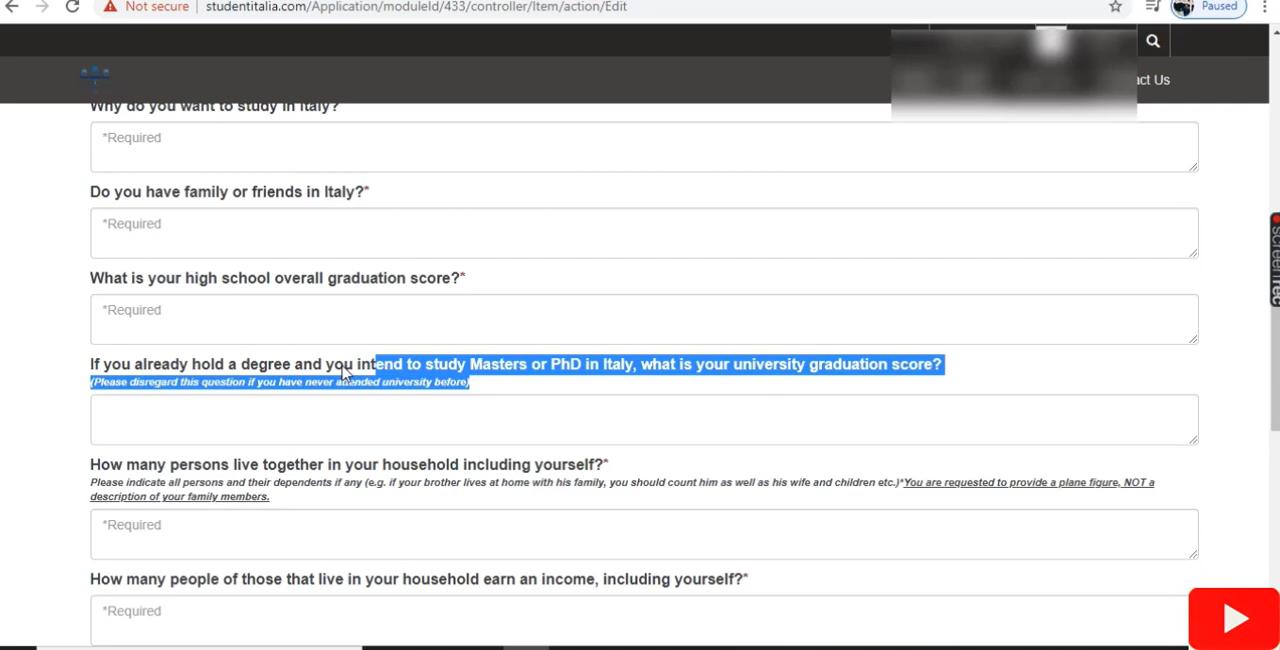 Not secure studentitalia.com/Application/moduleId/433/controller/Item/action/Edit Paused
ct Us
Why do you want to study in Italy?
*Required
Do you have family or friends in Italy?*
*Required
What is your high school overall graduation score?*
*Required
If you already hold a degree and you intend to study Masters or PhD in Italy, what is your university graduation score?
(Please disregard this question if you have never attended university before)
How many persons live together in your household including yourself?*
Please indicate all persons and their dependents if any (e.g. if your brother lives at home with his family, you should count him as well as his wife and children etc.)*You are requested to provide a plane figure, NOT a
description of your family members.
*Required
How many people of those that live in your household earn an income, including yourself?*
*Required